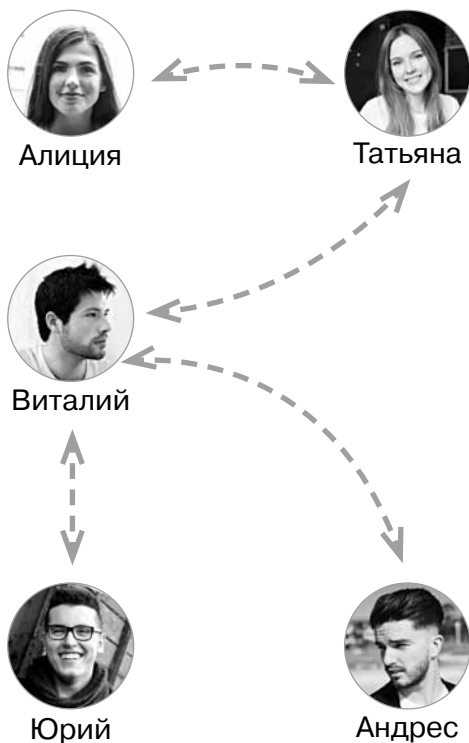 Алиция
Татьяна
Виталий
Юрий
Андрес